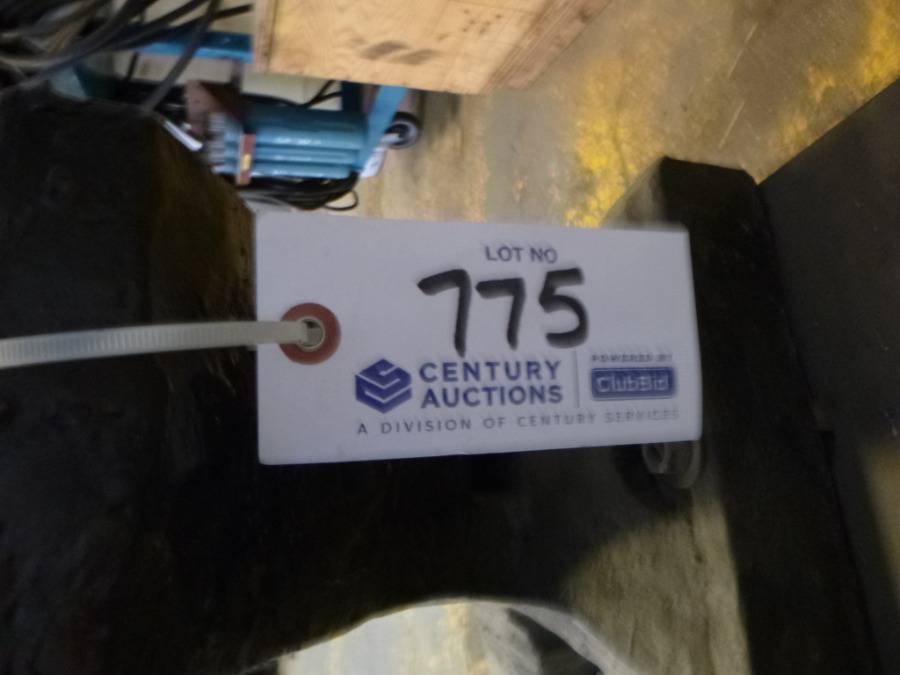 LOT NO
775
CENTURY
AUCTIONS
POWERED BY
ClubBid
A DIVISION OF CENTURY SERVICES